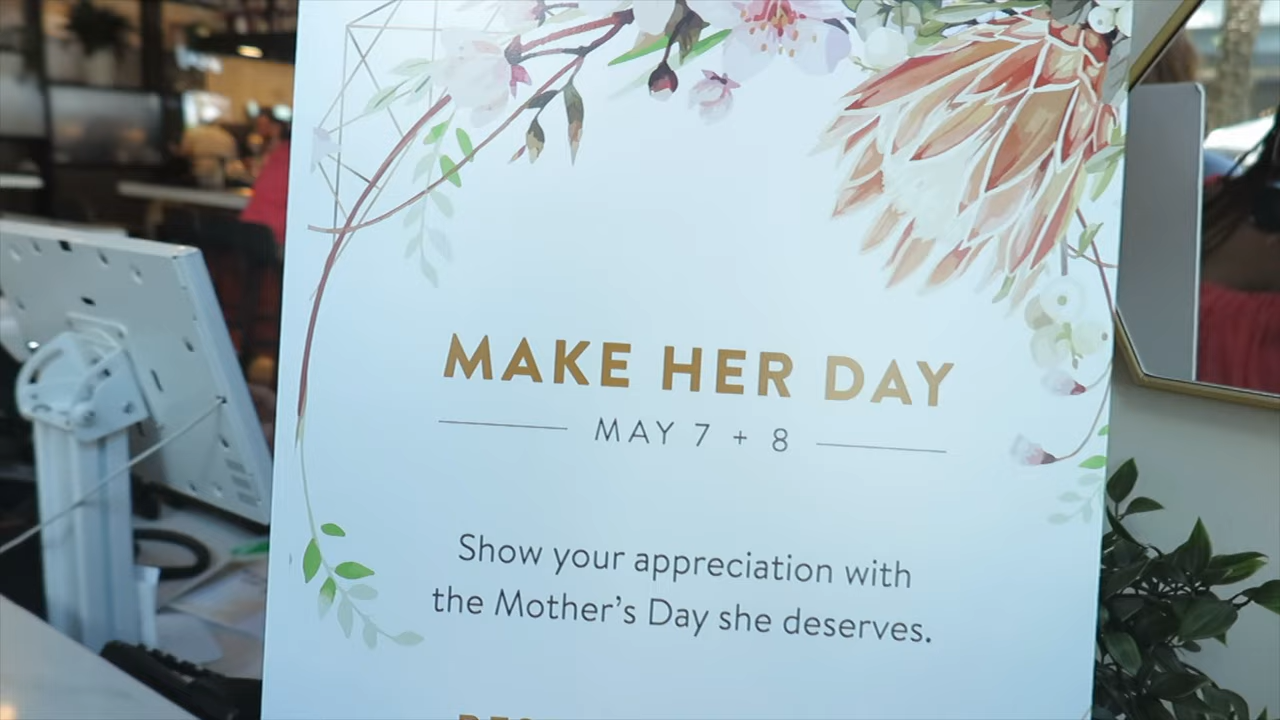 MAKE HER DAY
MAY 7 + 8
Show your appreciation with
the Mother's Day she deserves.